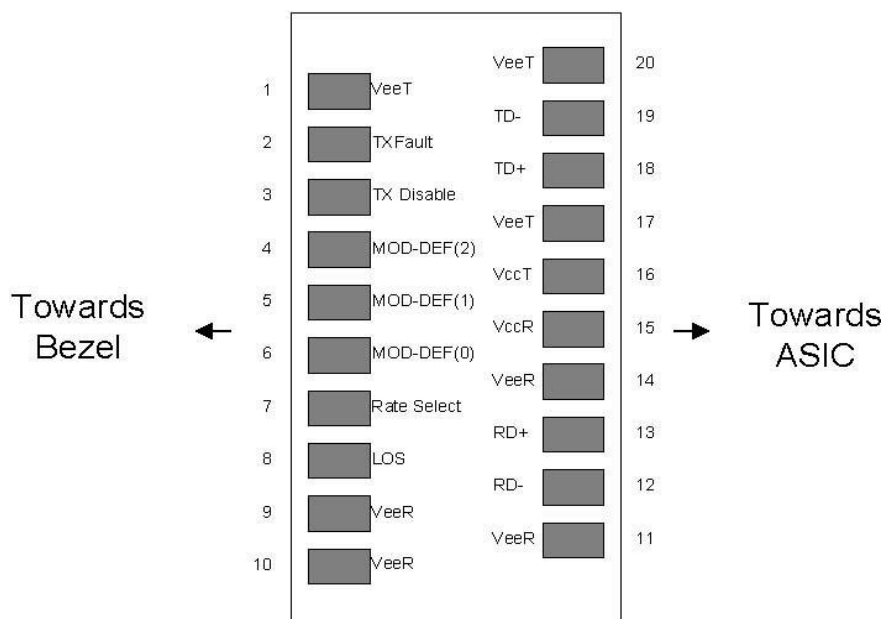 VeeT 20
1 VeeT
TD- 19
2 TXFault
TD+ 18
3 TX Disable
VeeT 17
4 MOD-DEF(2)
VccT 16
5 MOD-DEF(1)
VccR 15
Towards
Bezel
Towards
ASIC
6 MOD-DEF(0)
VeeR 14
7 Rate Select
RD+ 13
8 LOS
RD- 12
9 VeeR
VeeR 11
10 VeeR